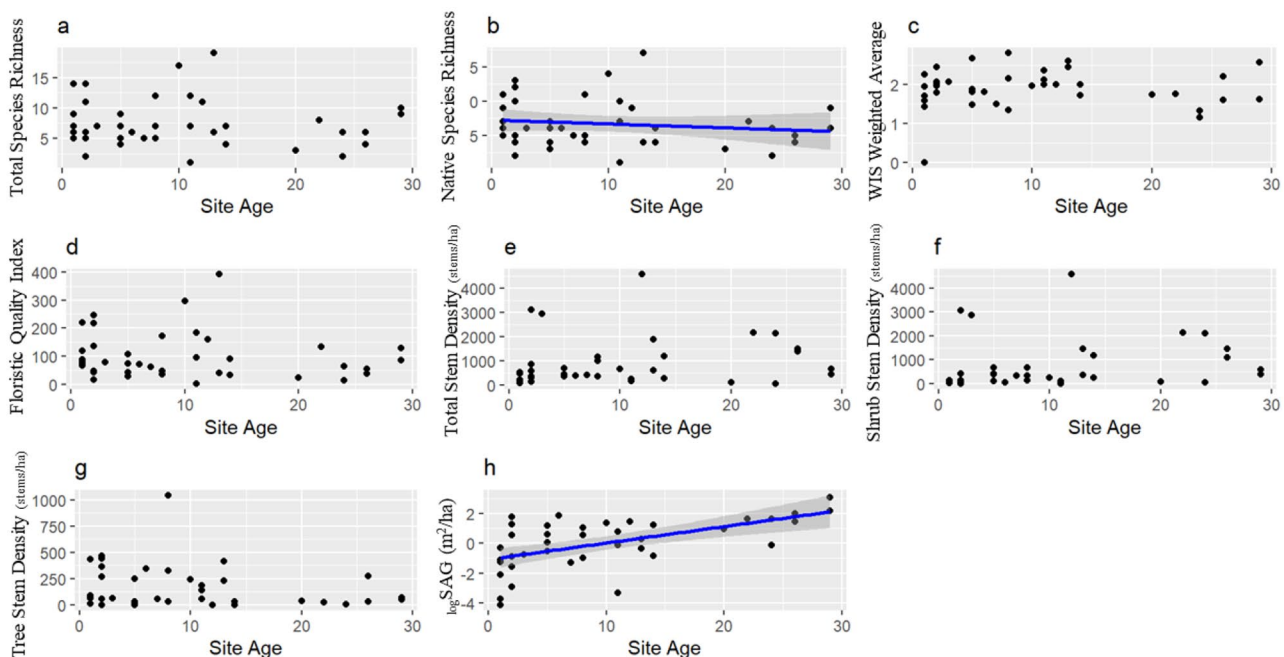 a
Total Species Richness
15
10
5
0
10
20
30
Site Age
b
Native Species Richness
5
0
5
0
5
0
10
20
30
Site Age
c
WIS Weighted Average
2
1
0
0
10
20
30
Site Age
d
Floristic Quality Index
400
300
200
100
0
0
10
20
30
Site Age
e
Total Stem Density (stems/ha)
4000
3000
2000
1000
0
0
10
20
30
Site Age
f
Shrub Stem Density (stems/ha)
4000
3000
2000
1000
0
0
10
20
30
Site Age
g
Tree Stem Density (stems/ha)
1000
750
500
250
0
0
10
20
30
Site Age
h
logSAG (m²/ha)
2
0
-2
-4
0
10
20
30
Site Age